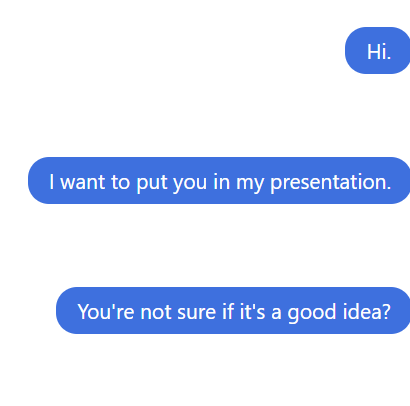 Hi.
I want to put you in my presentation.
You're not sure if it's a good idea?